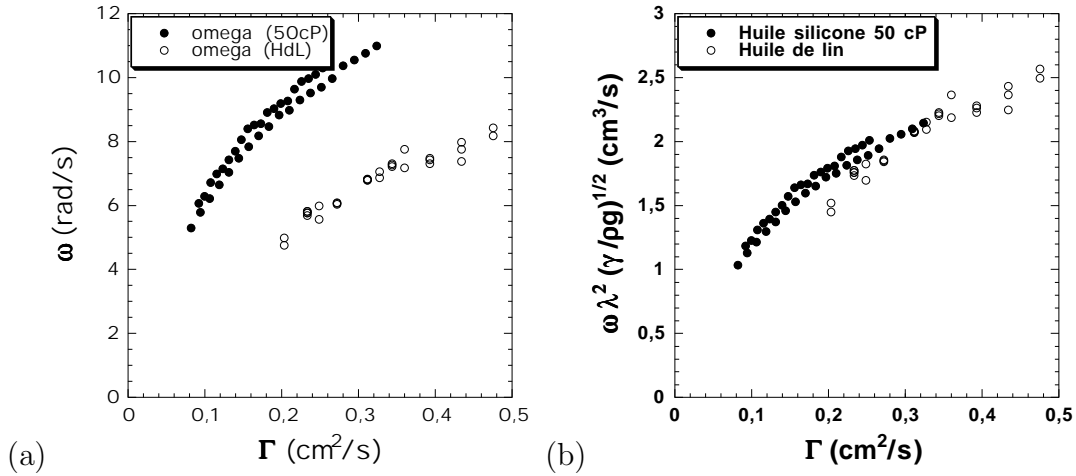 12
10
8
6
4
2
0
ω (rad/s)
omega (50cP)
omega (HdL)
0
0,1
0,2
0,3
0,4
0,5
Γ (cm²/s)
(a)
3
2,5
2
1,5
1
0,5
0
ωλ² (γ/ρg)^1/2 (cm³/s)
Huile silicone 50 cP
Huile de lin
0
0,1
0,2
0,3
0,4
0,5
Γ (cm²/s)
(b)